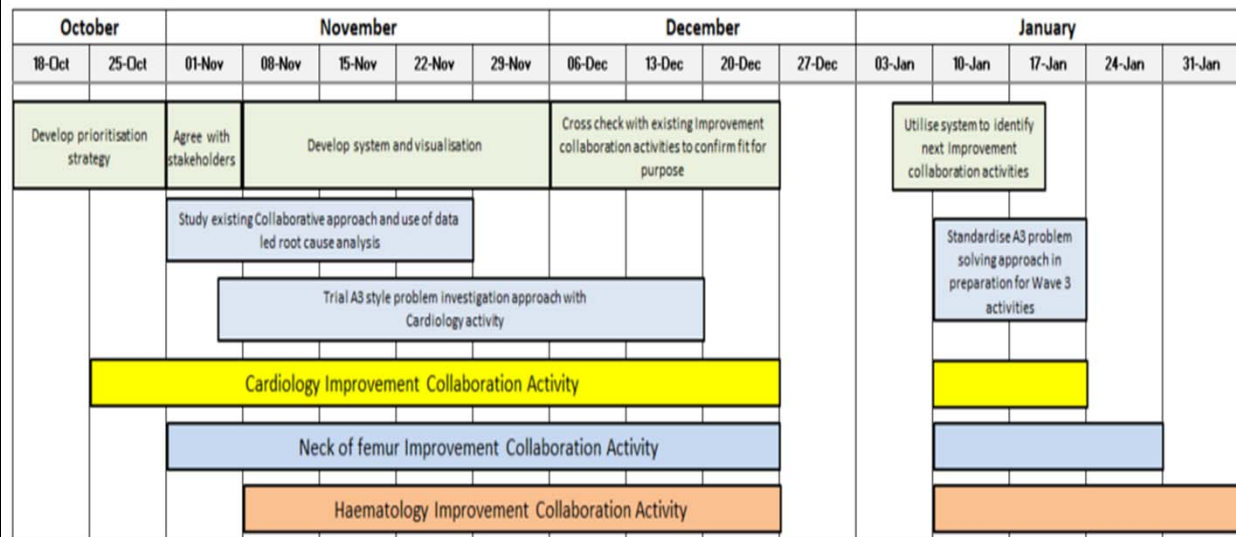 October November December January
18-Oct 25-Oct 01-Nov 08-Nov 15-Nov 22-Nov 29-Nov 06-Dec 13-Dec 20-Dec 27-Dec 03-Jan 10-Jan 17-Jan 24-Jan 31-Jan
Develop prioritisation
strategy
Agree with
stakeholders
Develop system and visualisation
Cross check with existing Improvement
collaboration activities to confirm fit for
purpose
Utilise system to identify
next Improvement
collaboration activities
Study existing Collaborative approach and use of data
led root cause analysis
Standardise A3 problem
solving approach in
preparation for Wave 3
activities
Trial A3 style problem investigation approach with
Cardiology activity
Cardiology Improvement Collaboration Activity
Neck of femur Improvement Collaboration Activity
Haematology Improvement Collaboration Activity